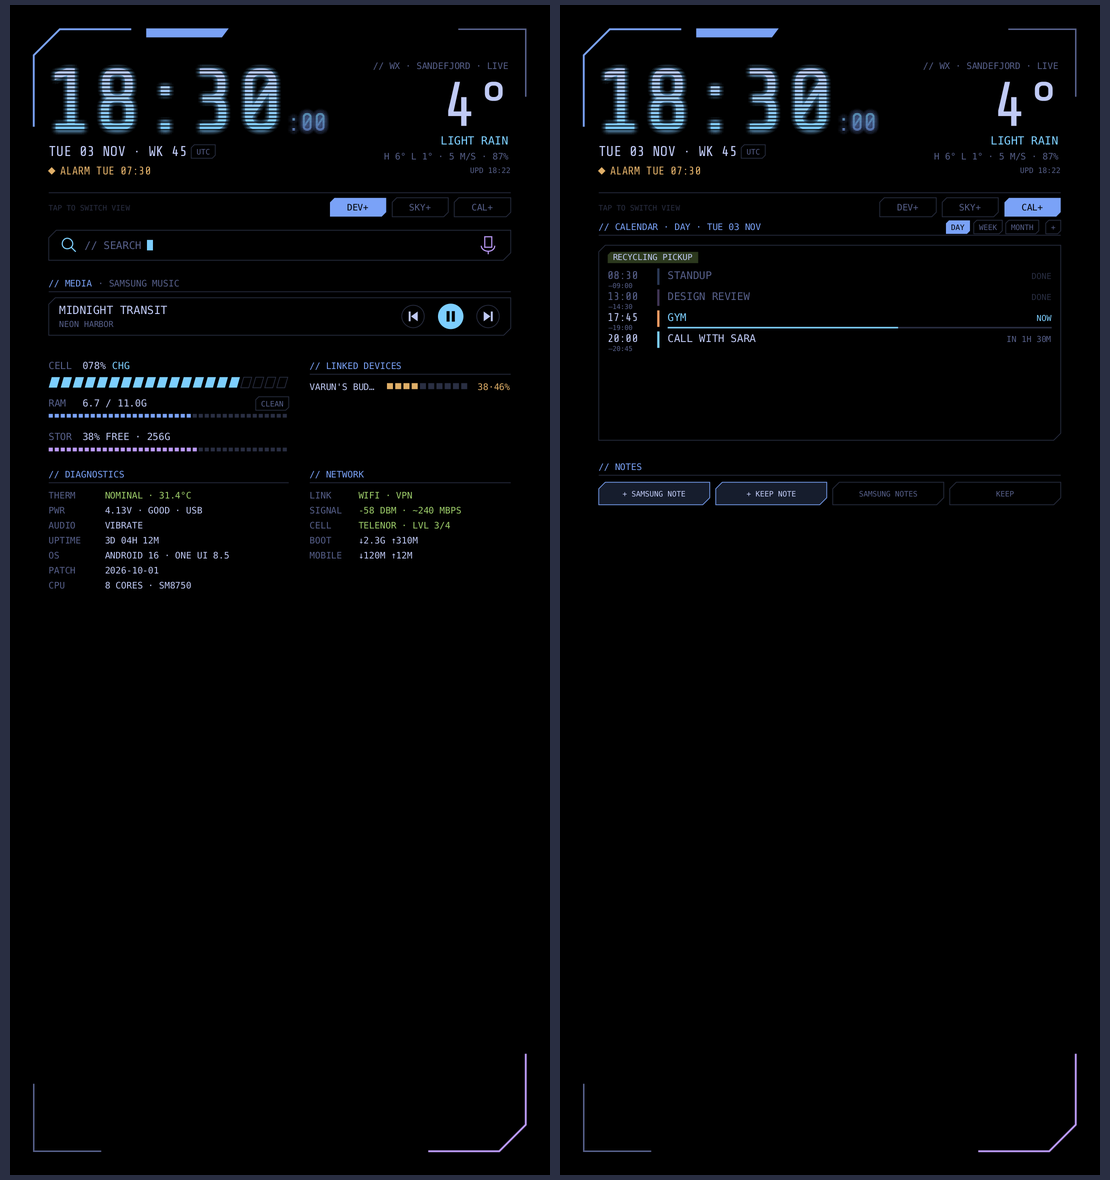 18:30:00
// WX · SANDEFJORD · LIVE
4°
LIGHT RAIN
H 6° L 1° · 5 M/S · 87%
UPD 18:22
TUE 03 NOV · WK 45 UTC
◆ ALARM TUE 07:30
TAP TO SWITCH VIEW
DEV+ SKY+ CAL+
// SEARCH
// MEDIA · SAMSUNG MUSIC
MIDNIGHT TRANSIT
NEON HARBOR
CELL 078% CHG
RAM 6.7 / 11.0G CLEAN
STOR 38% FREE · 256G
// LINKED DEVICES
VARUN'S BUD… 38·46%
// DIAGNOSTICS
THERM NOMINAL · 31.4°C
PWR 4.13V · GOOD · USB
AUDIO VIBRATE
UPTIME 3D 04H 12M
OS ANDROID 16 · ONE UI 8.5
PATCH 2026-10-01
CPU 8 CORES · SM8750
// NETWORK
LINK WIFI · VPN
SIGNAL -58 DBM · ~240 MBPS
CELL TELENOR · LVL 3/4
BOOT ↓2.3G ↑310M
MOBILE ↓120M ↑12M
18:30:00
// WX · SANDEFJORD · LIVE
4°
LIGHT RAIN
H 6° L 1° · 5 M/S · 87%
UPD 18:22
TUE 03 NOV · WK 45 UTC
◆ ALARM TUE 07:30
TAP TO SWITCH VIEW
DEV+ SKY+ CAL+
// CALENDAR · DAY · TUE 03 NOV
DAY WEEK MONTH +
RECYCLING PICKUP
08:30 STANDUP DONE
–09:00
13:00 DESIGN REVIEW DONE
–14:30
17:45 GYM NOW
–19:00
20:00 CALL WITH SARA IN 1H 30M
–20:45
// NOTES
+ SAMSUNG NOTE
+ KEEP NOTE
SAMSUNG NOTES
KEEP